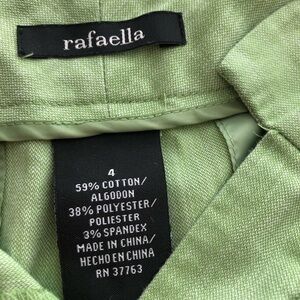 rafaella
4
59% COTTON/
ALGODON
38% POLYESTER/
POLIESTER
3% SPANDEX
MADE IN CHINA/
HECHO EN CHINA
RN 37763